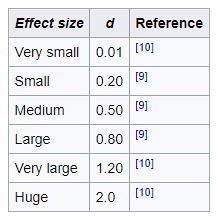 Effect size d Reference
Very small 0.01 [10]
Small 0.20 [9]
Medium 0.50 [9]
Large 0.80 [9]
Very large 1.20 [10]
Huge 2.0 [10]